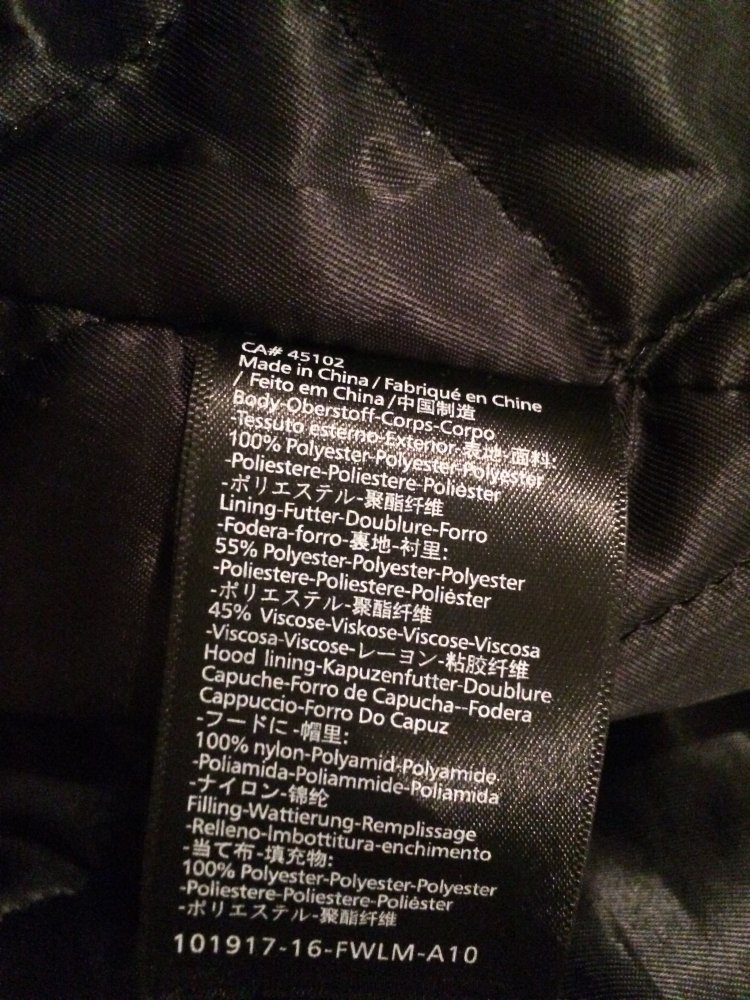 CA# 45102
Made in China / Fabriqué en Chine
/ Feito em China /中国制造
Body-Oberstoff-Corps-Corpo
-Tessuto esterno-Exterior-表地-面料:
100% Polyester-Polyester-Polyester
-Poliestere-Poliestere-Poliéster
-ポリエステル-聚酯纤维
Lining-Futter-Doublure-Forro
-Fodera-forro-裏地-衬里:
55% Polyester-Polyester-Polyester
-Poliestere-Poliestere-Poliéster
-ポリエステル-聚酯纤维
45% Viscose-Viskose-Viscose-Viscosa
-Viscosa-Viscose-レーヨン-粘胶纤维
Hood lining-Kapuzenfutter-Doublure
Capuche-Forro de Capucha--Fodera
Cappuccio-Forro Do Capuz
-フードに-帽里:
100% nylon-Polyamid-Polyamide
-Poliamida-Poliammide-Poliamida
-ナイロン-锦纶
Filling-Wattierung-Remplissage
-Relleno-Imbottitura-enchimento
-当て布-填充物:
100% Polyester-Polyester-Polyester
-Poliestere-Poliestere-Poliéster
-ポリエステル-聚酯纤维
101917-16-FWLM-A10